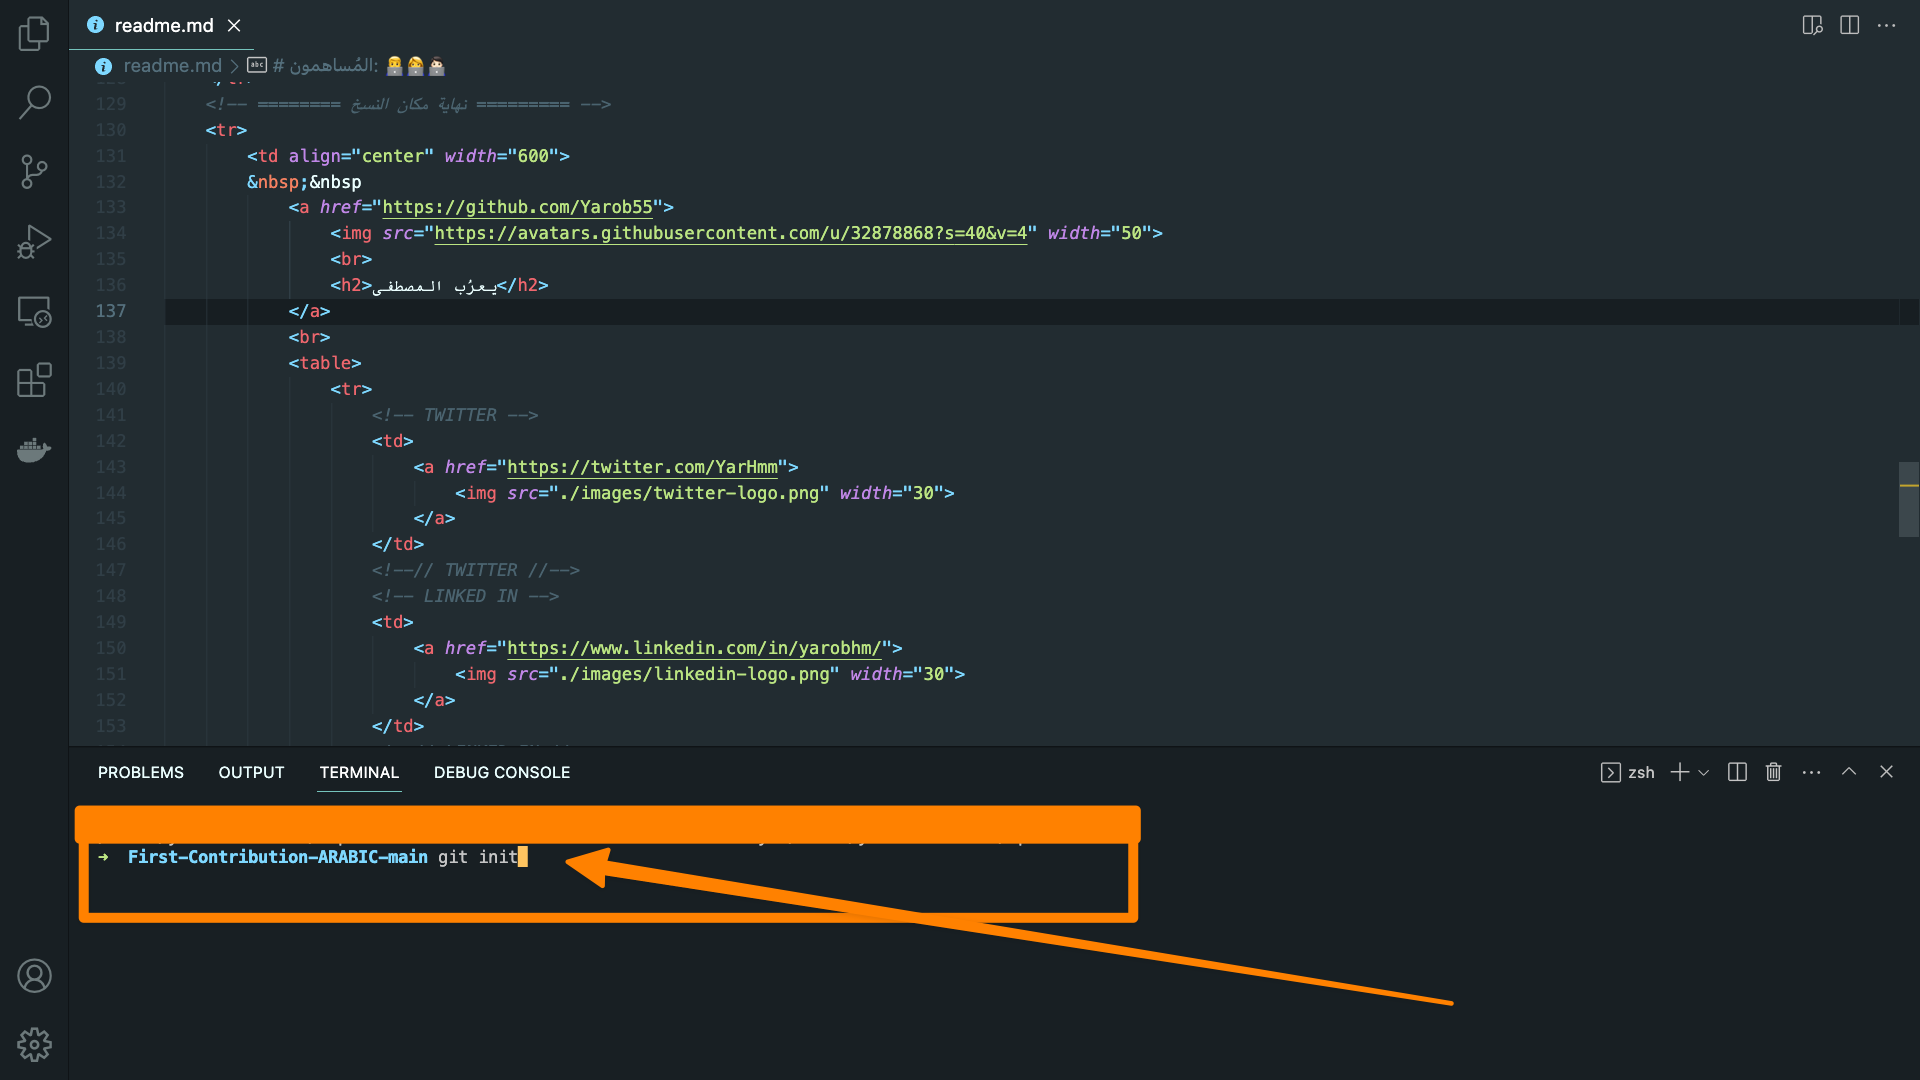 readme.md
readme.md > # المُساهمون:
129 <!-- ======== نهاية مكان النسخ ========= -->
130 <tr>
131 <td align="center" width="600">
132 &nbsp;&nbsp
133 <a href="https://github.com/Yarob55">
134 <img src="https://avatars.githubusercontent.com/u/32878868?s=40&v=4" width="50">
135 <br>
136 <h2>يعرُب المصطفى</h2>
137 </a>
138 <br>
139 <table>
140 <tr>
141 <!-- TWITTER -->
142 <td>
143 <a href="https://twitter.com/YarHmm">
144 <img src="./images/twitter-logo.png" width="30">
145 </a>
146 </td>
147 <!--// TWITTER //-->
148 <!-- LINKED IN -->
149 <td>
150 <a href="https://www.linkedin.com/in/yarobhm/">
151 <img src="./images/linkedin-logo.png" width="30">
152 </a>
153 </td>
PROBLEMS OUTPUT TERMINAL DEBUG CONSOLE zsh
→ First-Contribution-ARABIC-main git init